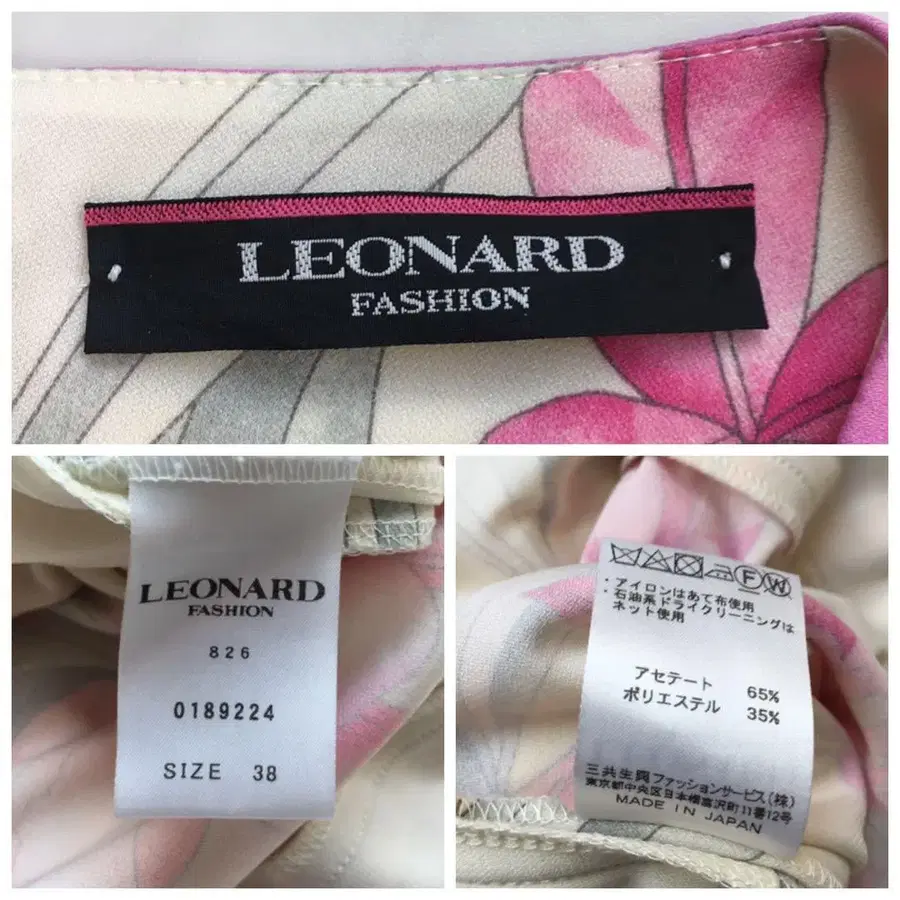 LEONARD
FASHION
LEONARD
FASHION
826
0189224
SIZE 38
F W
・アイロンはあて布使用
・石油系ドライクリーニングは
ネット使用
アセテート 65%
ポリエステル 35%
三共生興ファッションサービス(株)
東京都中央区日本橋富沢町11番12号
MADE IN JAPAN